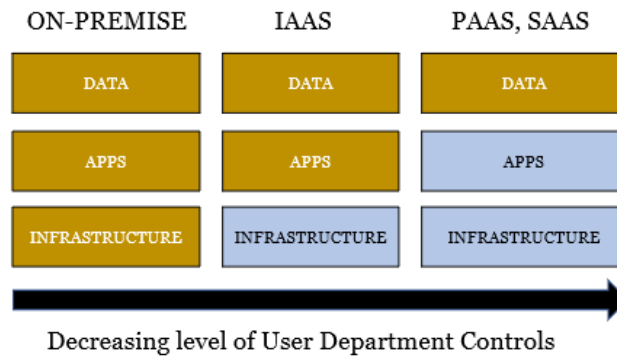 ON-PREMISE IAAS PAAS, SAAS
DATA DATA DATA
APPS APPS APPS
INFRASTRUCTURE INFRASTRUCTURE INFRASTRUCTURE
Decreasing level of User Department Controls